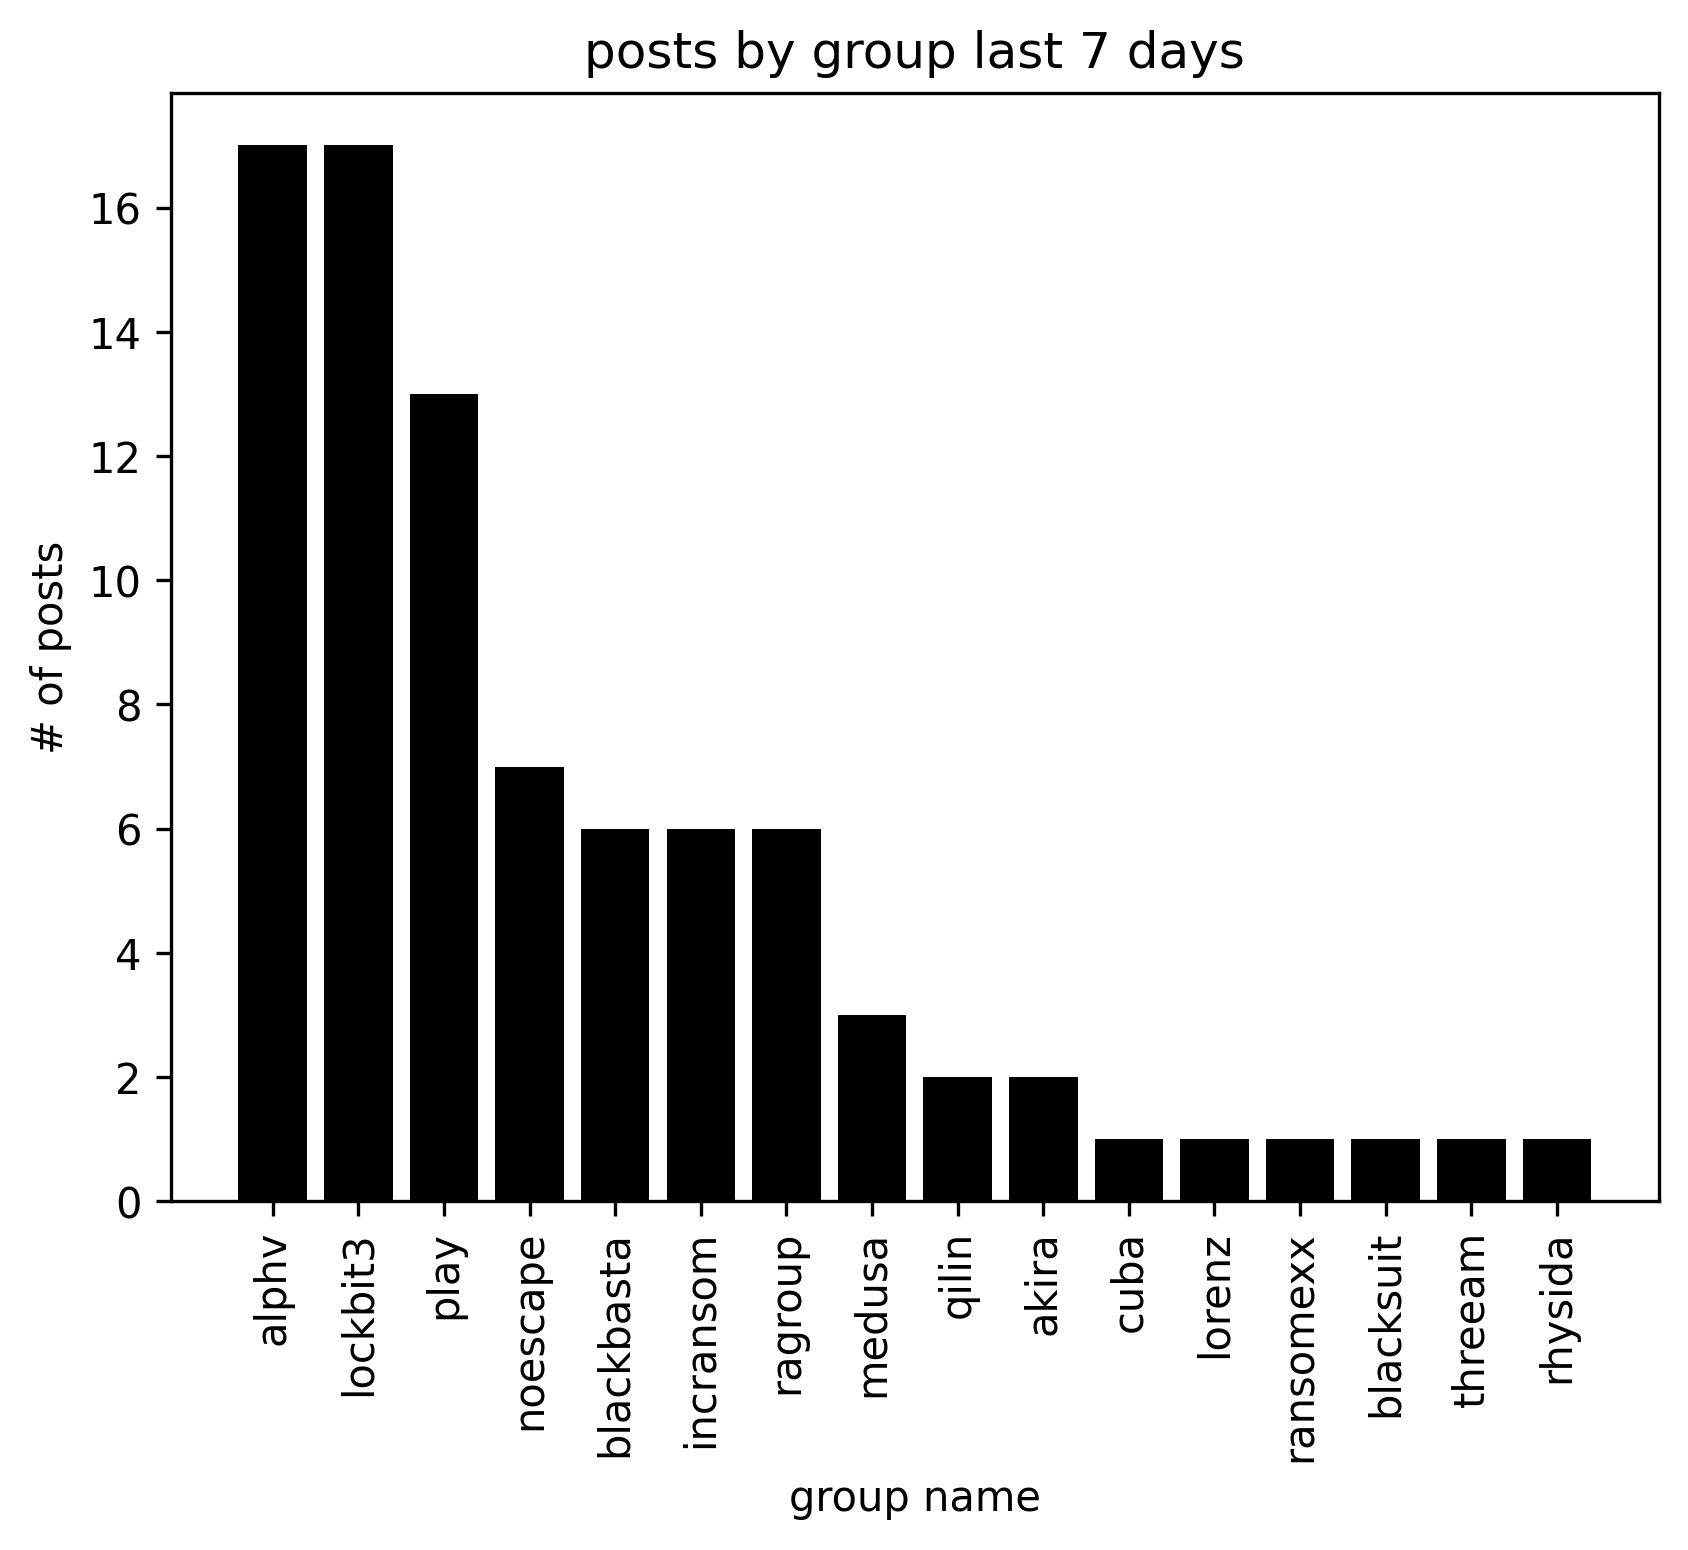 posts by group last 7 days
# of posts
16
14
12
10
8
6
4
2
0
alphv
lockbit3
play
noescape
blackbasta
incransom
ragroup
medusa
qilin
akira
cuba
lorenz
ransomexx
blacksuit
threeam
rhysida
group name